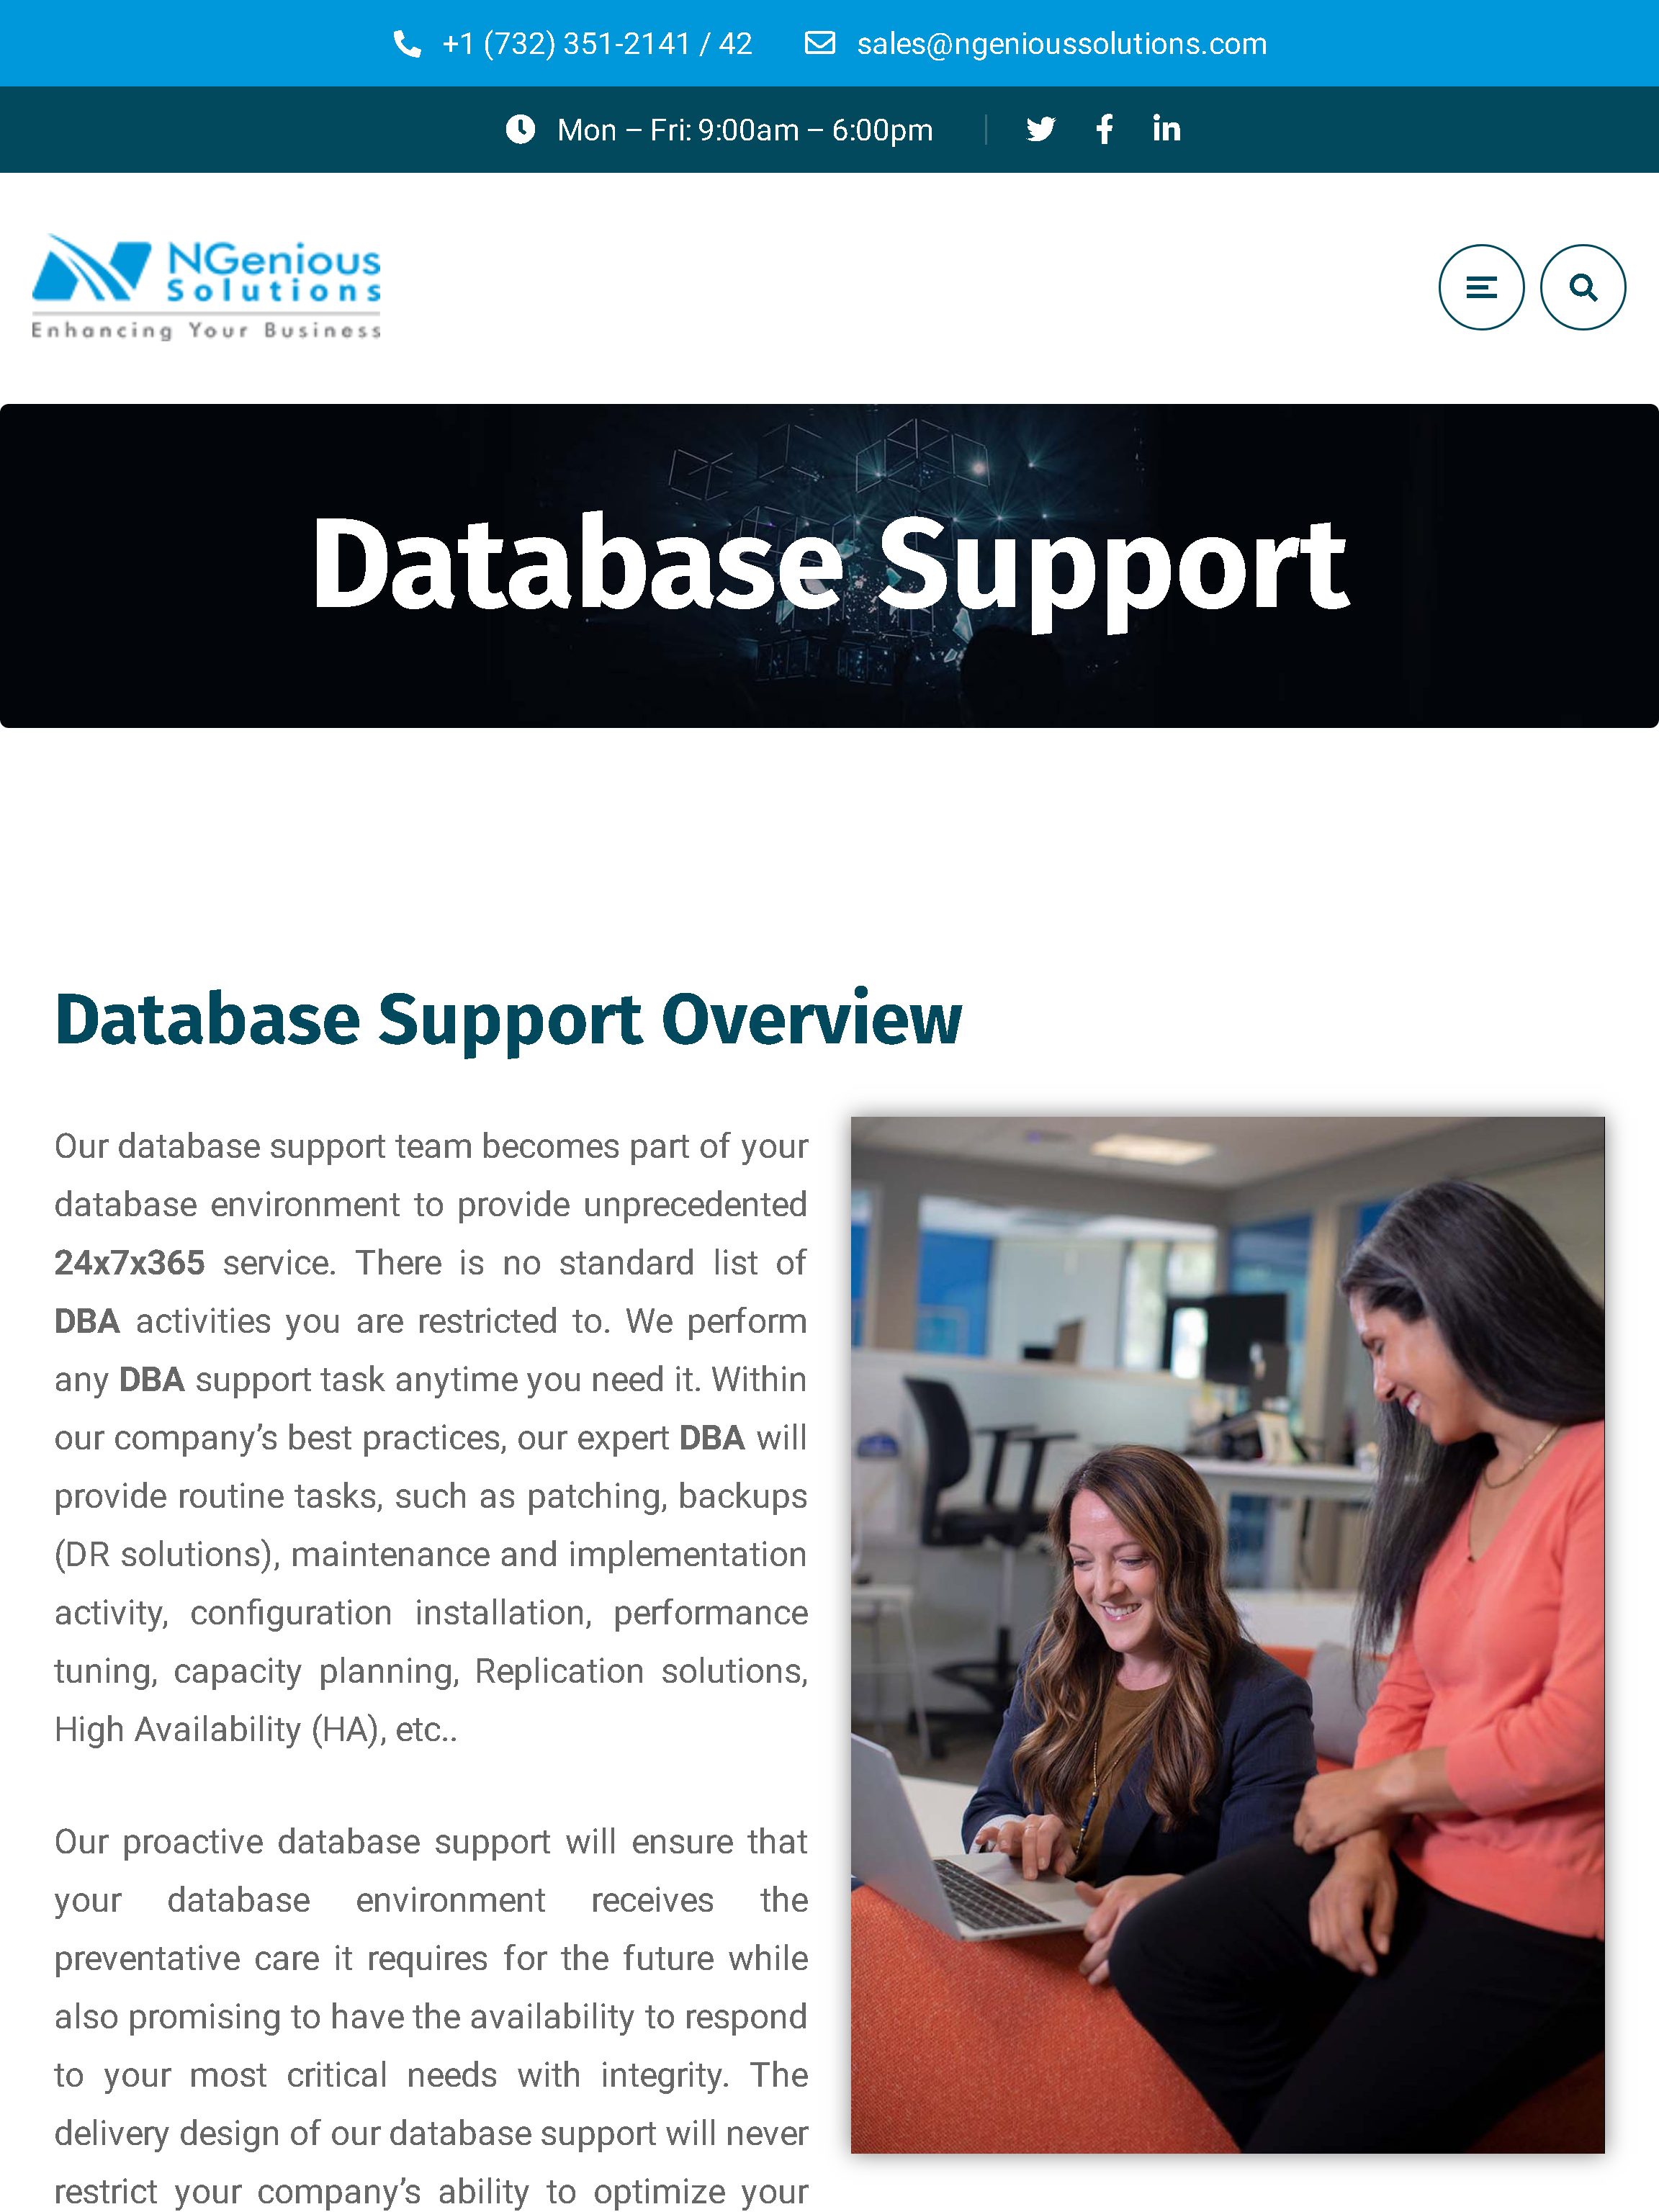 +1 (732) 351-2141 / 42 sales@ngenioussolutions.com
Mon – Fri: 9:00am – 6:00pm
NGenious
Solutions
Enhancing Your Business
Database Support
Database Support Overview
Our database support team becomes part of your
database environment to provide unprecedented
24x7x365 service. There is no standard list of
DBA activities you are restricted to. We perform
any DBA support task anytime you need it. Within
our company’s best practices, our expert DBA will
provide routine tasks, such as patching, backups
(DR solutions), maintenance and implementation
activity, configuration installation, performance
tuning, capacity planning, Replication solutions,
High Availability (HA), etc..
Our proactive database support will ensure that
your database environment receives the
preventative care it requires for the future while
also promising to have the availability to respond
to your most critical needs with integrity. The
delivery design of our database support will never
restrict your company’s ability to optimize your